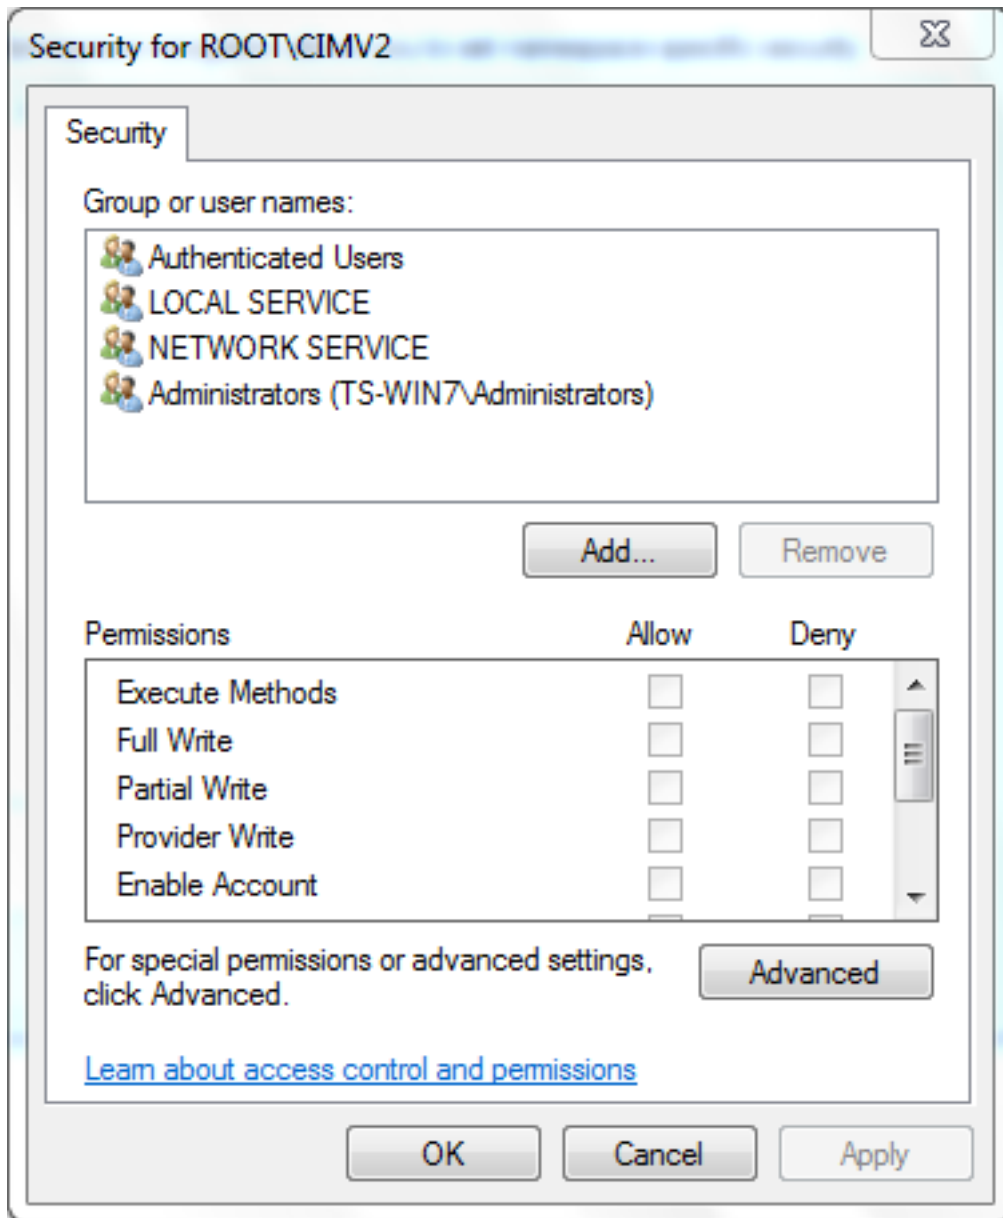 Security for ROOT\CIMV2
Security
Group or user names:
Authenticated Users
LOCAL SERVICE
NETWORK SERVICE
Administrators (TS-WIN7\Administrators)
Add...
Remove
Permissions
Allow
Deny
Execute Methods
Full Write
Partial Write
Provider Write
Enable Account
For special permissions or advanced settings,
click Advanced.
Advanced
Learn about access control and permissions
OK
Cancel
Apply